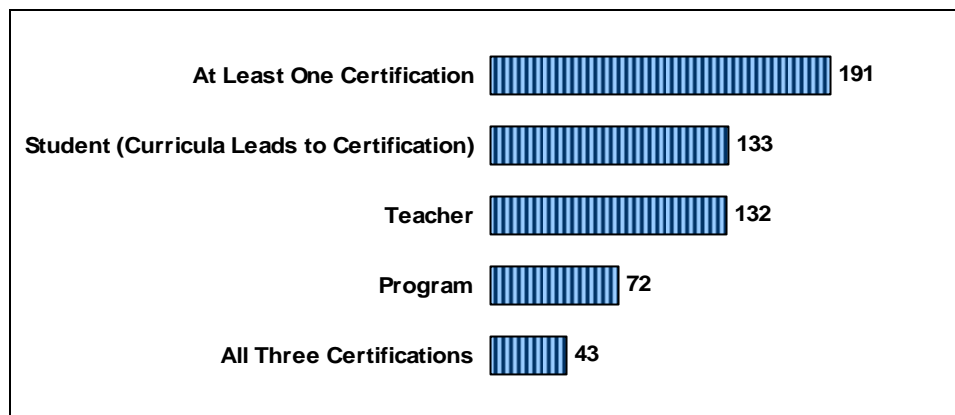 At Least One Certification 191
Student (Curricula Leads to Certification) 133
Teacher 132
Program 72
All Three Certifications 43